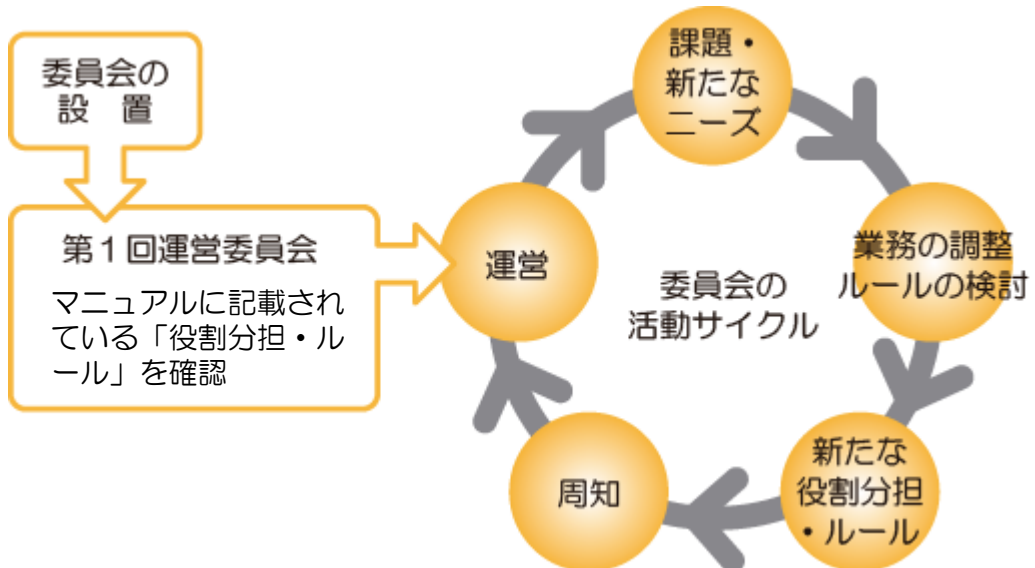 委員会の
設　置
第1回運営委員会
マニュアルに記載され
ている「役割分担・ル
ール」を確認
運営
課題・
新たな
ニーズ
業務の調整
ルールの検討
新たな
役割分担
・ルール
周知
委員会の
活動サイクル